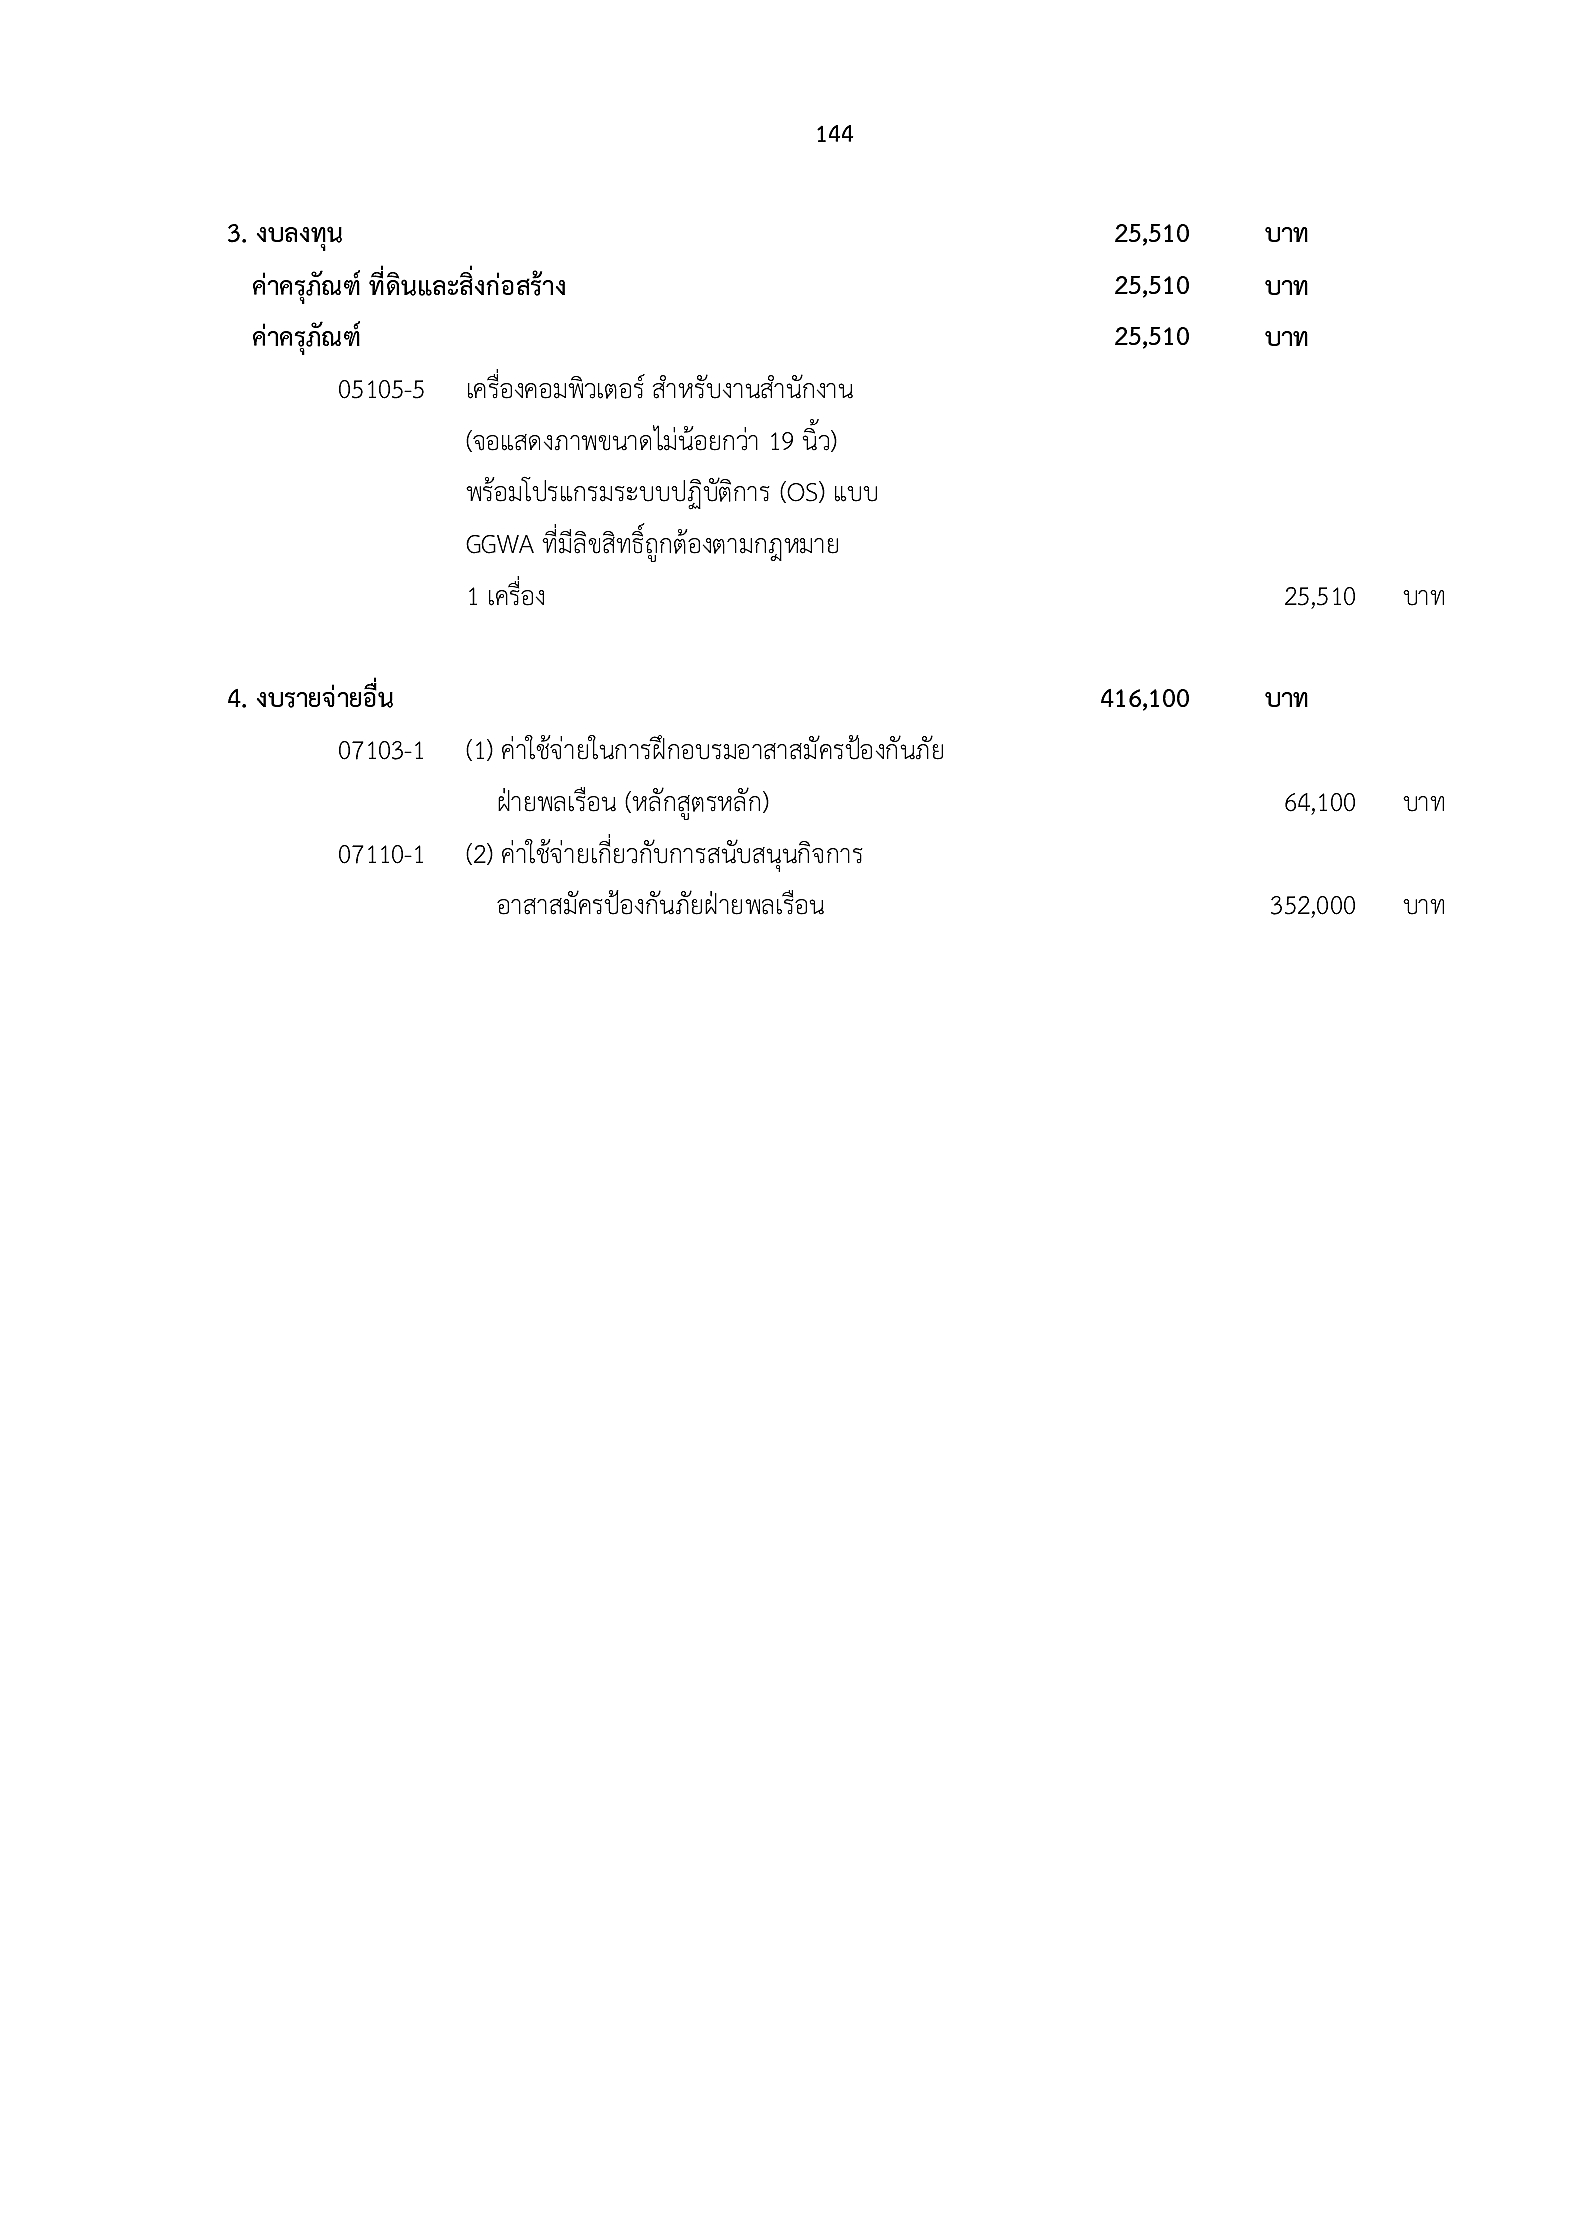 144
3. งบลงทุน 25,510 บาท
ค่าครุภัณฑ์ ที่ดินและสิ่งก่อสร้าง 25,510 บาท
ค่าครุภัณฑ์ 25,510 บาท
05105-5 เครื่องคอมพิวเตอร์ สำหรับงานสำนักงาน
(จอแสดงภาพขนาดไม่น้อยกว่า 19 นิ้ว)
พร้อมโปรแกรมระบบปฏิบัติการ (OS) แบบ
GGWA ที่มีลิขสิทธิ์ถูกต้องตามกฎหมาย
1 เครื่อง 25,510 บาท
4. งบรายจ่ายอื่น 416,100 บาท
07103-1 (1) ค่าใช้จ่ายในการฝึกอบรมอาสาสมัครป้องกันภัย
ฝ่ายพลเรือน (หลักสูตรหลัก) 64,100 บาท
07110-1 (2) ค่าใช้จ่ายเกี่ยวกับการสนับสนุนกิจการ
อาสาสมัครป้องกันภัยฝ่ายพลเรือน 352,000 บาท